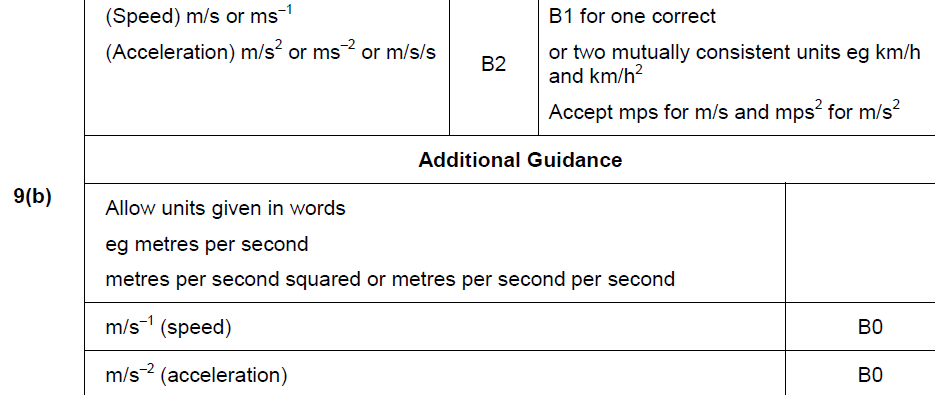 (Speed) m/s or ms⁻¹
(Acceleration) m/s² or ms⁻² or m/s/s
B2
B1 for one correct
or two mutually consistent units eg km/h
and km/h²
Accept mps for m/s and mps² for m/s²
Additional Guidance
9(b)
Allow units given in words
eg metres per second
metres per second squared or metres per second per second
m/s⁻¹ (speed) B0
m/s⁻² (acceleration) B0